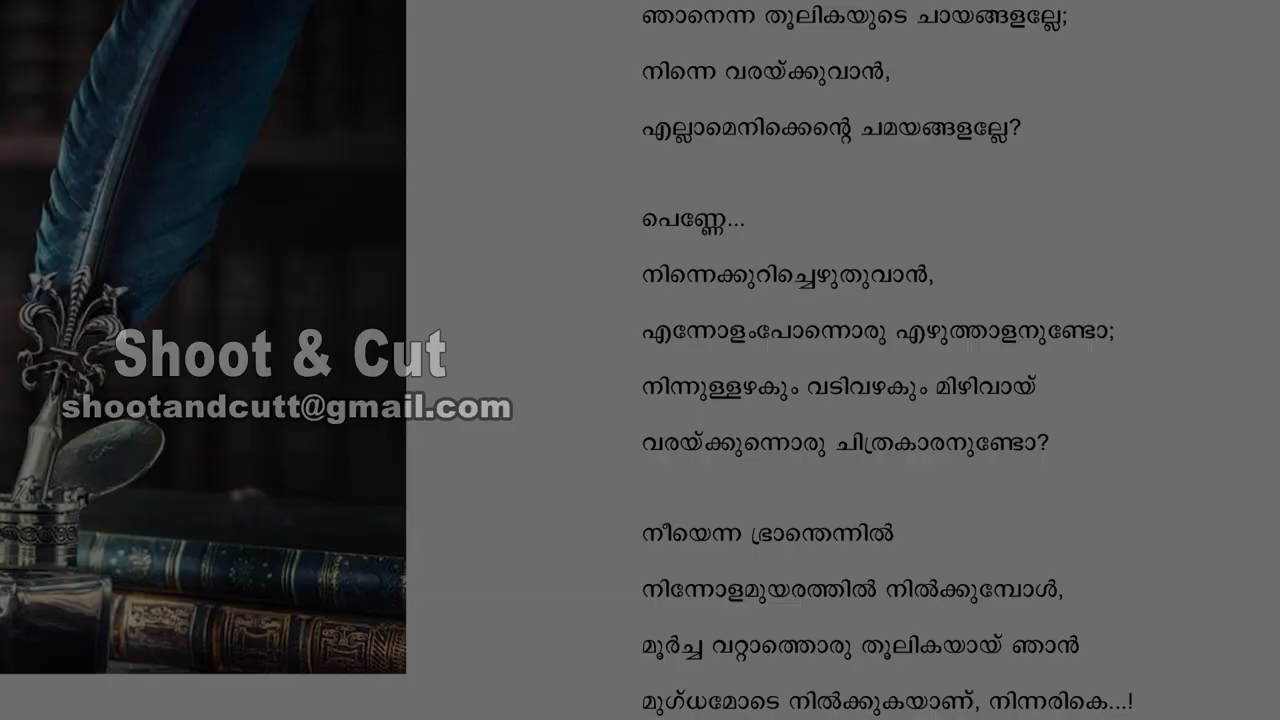 ഞാനെന്ന തൂലികയുടെ ചായങ്ങളല്ലേ;
നിന്നെ വരയ്ക്കുവാൻ,
എല്ലാമെനിക്കെന്റെ ചമയങ്ങളല്ലേ?
പെണ്ണേ...
നിന്നെക്കുറിച്ചെഴുതുവാൻ,
എന്നോളംപോന്നൊരു എഴുത്താളനുണ്ടോ;
നിന്നുള്ളഴകും വടിവഴകും മിഴിവായ്
വരയ്ക്കുന്നൊരു ചിത്രകാരനുണ്ടോ?
നീയെന്ന ഭ്രാന്തെന്നിൽ
നിന്നോളമുയരത്തിൽ നിൽക്കുമ്പോൾ,
മൂർച്ച വറ്റാത്തൊരു തൂലികയായ് ഞാൻ
മുഗ്ധമോടെ നിൽക്കുകയാണ്, നിന്നരികെ...!
Shoot & Cut
shootandcutt@gmail.com